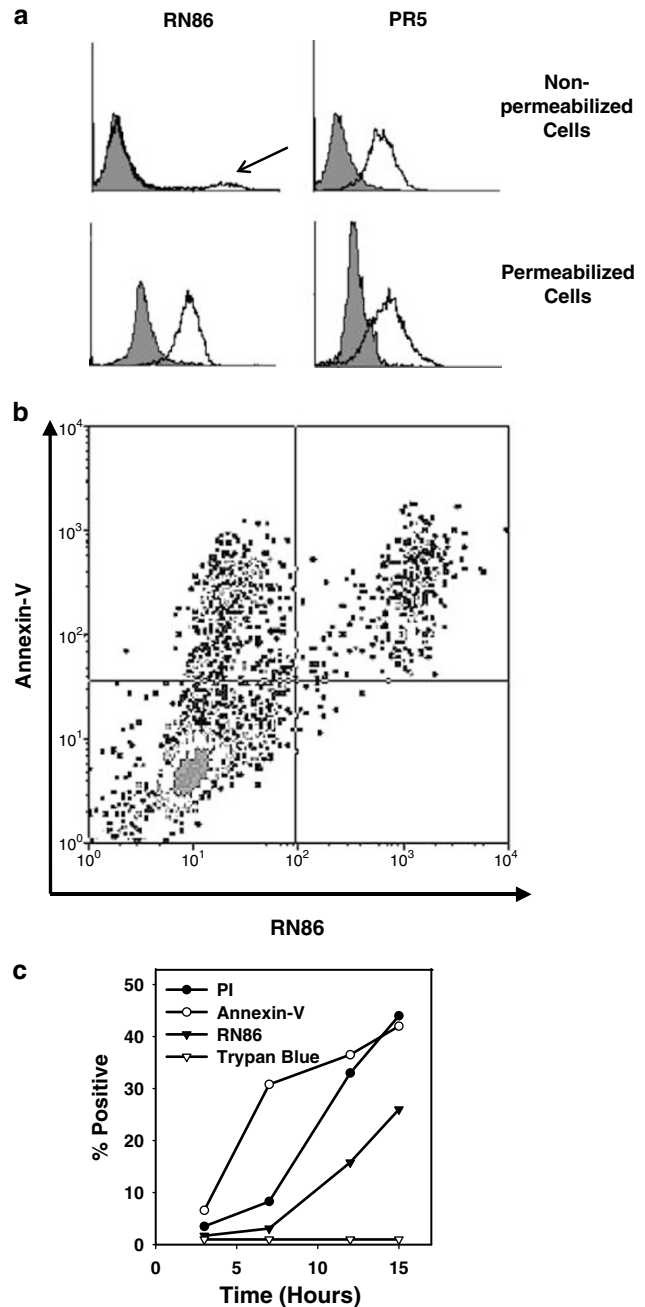 a
RN86 PR5
Non-
permeabilized
Cells
Permeabilized
Cells
b
10⁴
10³
10²
10¹
10⁰
Annexin-V
10⁰ 10¹ 10² 10³ 10⁴
RN86
c
50
40
30
20
10
0
% Positive
PI
Annexin-V
RN86
Trypan Blue
0 5 10 15
Time (Hours)